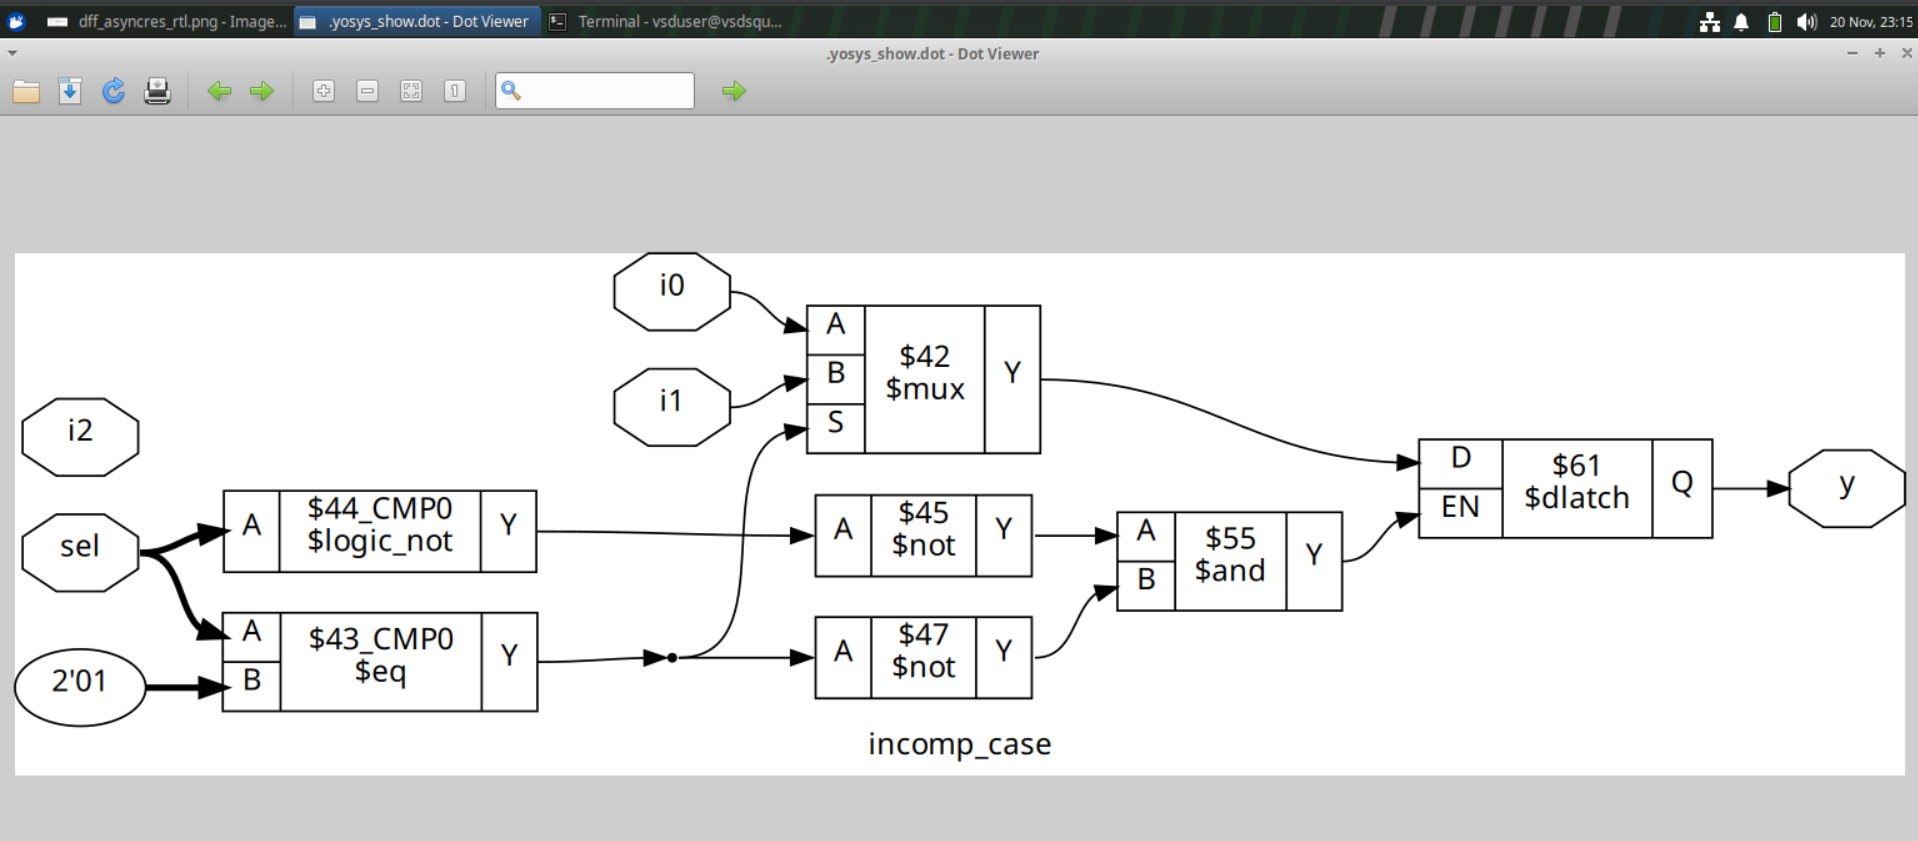 dff_asyncres_rtl.png - Image...
.yosys_show.dot - Dot Viewer
Terminal - vsduser@vsdsqu...
20 Nov, 23:15
.yosys_show.dot - Dot Viewer
1
i0
A
B
S
$42
$mux
Y
i1
i2
sel
A
$44_CMP0
$logic_not
Y
A
$45
$not
Y
A
B
$55
$and
Y
D
EN
$61
$dlatch
Q
y
2'01
A
B
$43_CMP0
$eq
Y
A
$47
$not
Y
incomp_case